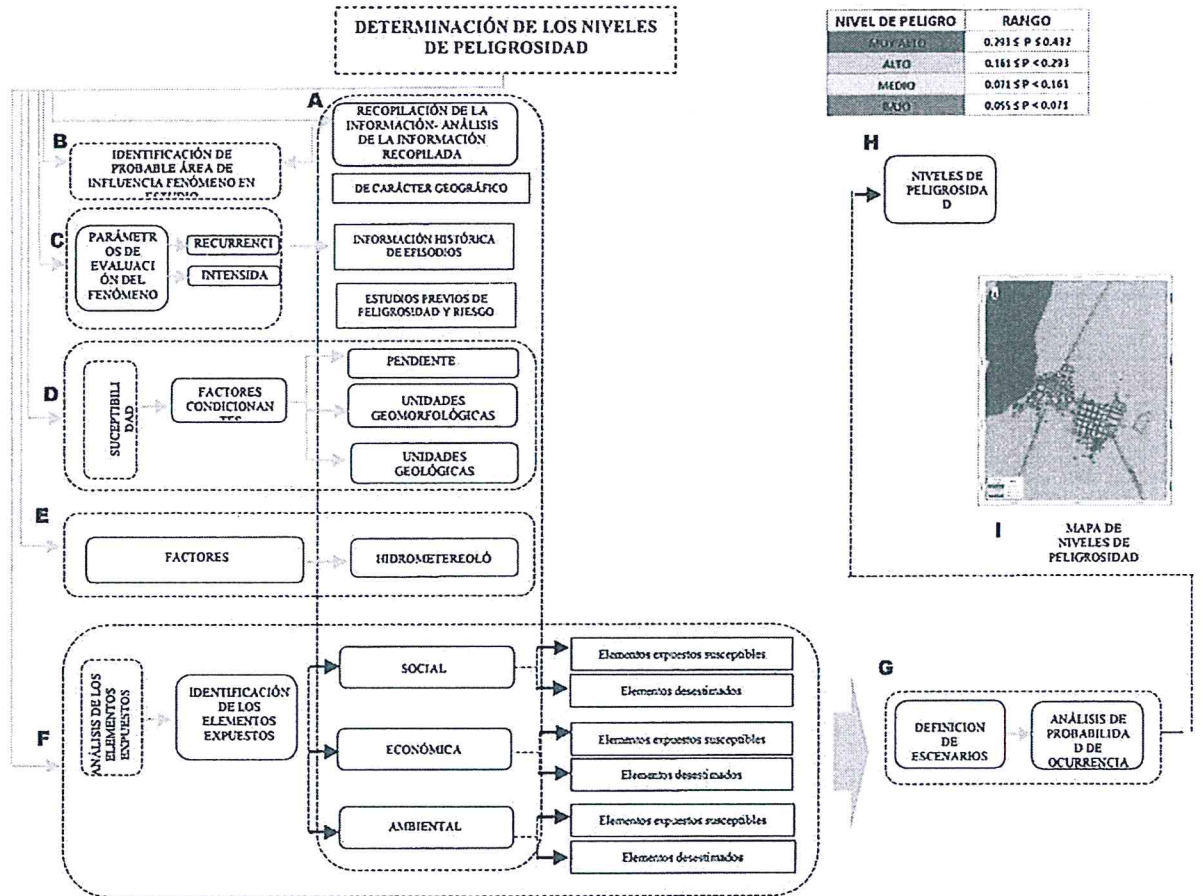 DETERMINACIÓN DE LOS NIVELES
DE PELIGROSIDAD
NIVEL DE PELIGRO RANGO
MUY ALTO 0.293 ≤ P ≤ 0.432
ALTO 0.161 ≤ P < 0.293
MEDIO 0.071 ≤ P < 0.161
BAJO 0.055 ≤ P < 0.071
A
RECOPILACIÓN DE LA
INFORMACIÓN- ANÁLISIS
DE LA INFORMACIÓN
RECOPILADA
DE CARÁCTER GEOGRÁFICO
INFORMACIÓN HISTÓRICA
DE EPISODIOS
ESTUDIOS PREVIOS DE
PELIGROSIDAD Y RIESGO
B
IDENTIFICACIÓN DE
PROBABLE ÁREA DE
INFLUENCIA FENÓMENO EN
ESTUDIO
C
PARÁMETR
OS DE
EVALUACI
ÓN DEL
FENÓMENO
RECURRENCI
INTENSIDA
D
SUCEPTIBILI
DAD
FACTORES
CONDICIONAN
TES
PENDIENTE
UNIDADES
GEOMORFOLÓGICAS
UNIDADES
GEOLÓGICAS
E
FACTORES
HIDROMETEREOLÓ
F
ANÁLISIS DE LOS
ELEMENTOS
EXPUESTOS
IDENTIFICACIÓN
DE LOS
ELEMENTOS
EXPUESTOS
SOCIAL
Elementos expuestos susceptibles
Elementos desestimados
ECONÓMICA
Elementos expuestos susceptibles
Elementos desestimados
AMBIENTAL
Elementos expuestos susceptibles
Elementos desestimados
G
DEFINICION
DE
ESCENARIOS
ANÁLISIS DE
PROBABILIDA
D DE
OCURRENCIA
H
NIVELES DE
PELIGROSIDA
D
I
MAPA DE
NIVELES DE
PELIGROSIDAD